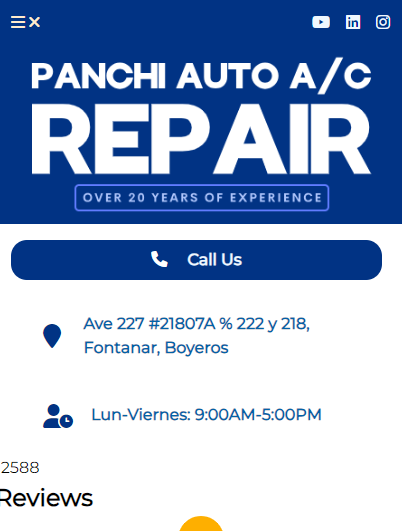 PANCHI AUTO A/C
REPAIR
OVER 20 YEARS OF EXPERIENCE
Call Us
Ave 227 #21807A % 222 y 218,
Fontanar, Boyeros
Lun-Viernes: 9:00AM-5:00PM
2588
Reviews